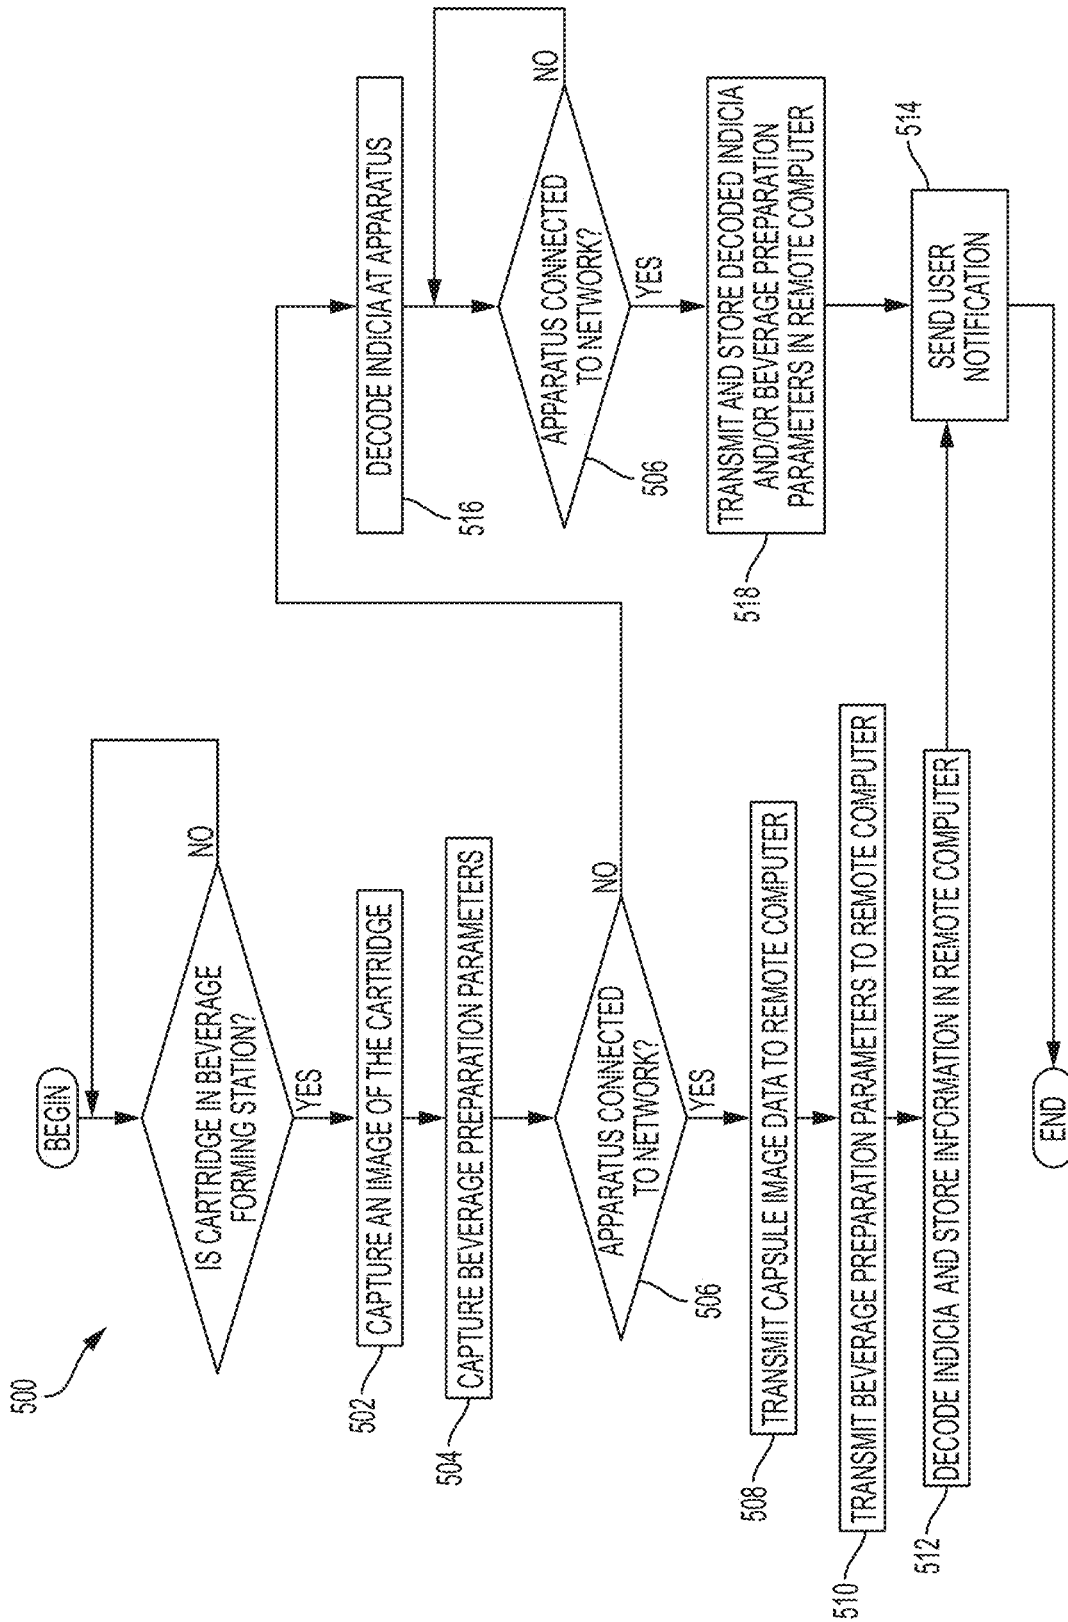 500
BEGIN
IS CARTRIDGE IN BEVERAGE
FORMING STATION?
NO
YES
502
CAPTURE AN IMAGE OF THE CARTRIDGE
504
CAPTURE BEVERAGE PREPARATION PARAMETERS
APPARATUS CONNECTED
TO NETWORK?
506
NO
YES
508
TRANSMIT CAPSULE IMAGE DATA TO REMOTE COMPUTER
510
TRANSMIT BEVERAGE PREPARATION PARAMETERS TO REMOTE COMPUTER
512
DECODE INDICIA AND STORE INFORMATION IN REMOTE COMPUTER
DECODE INDICIA AT APPARATUS
516
APPARATUS CONNECTED
TO NETWORK?
506
NO
YES
TRANSMIT AND STORE DECODED INDICIA
AND/OR BEVERAGE PREPARATION
PARAMETERS IN REMOTE COMPUTER
518
SEND USER
NOTIFICATION
514
END